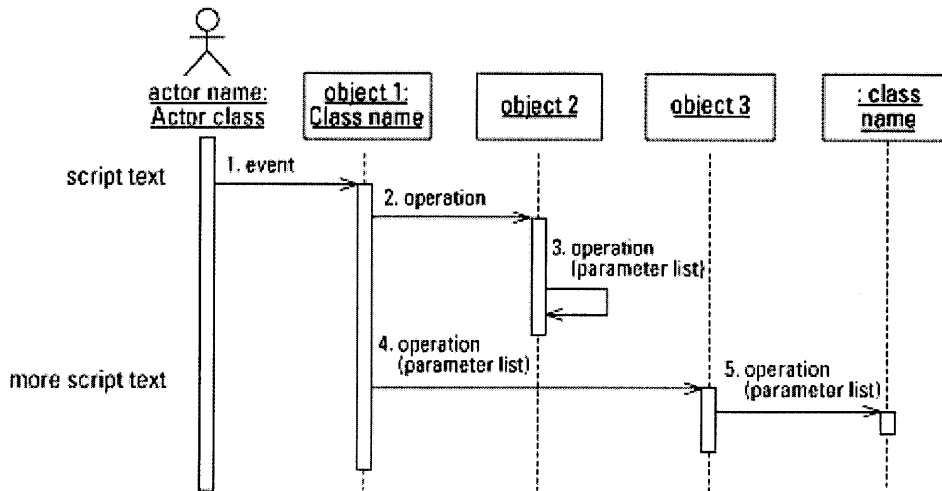 actor name:
Actor class
object 1:
Class name
object 2
object 3
: class
name
script text
1. event
2. operation
3. operation
(parameter list)
4. operation
(parameter list)
more script text
5. operation
(parameter list)